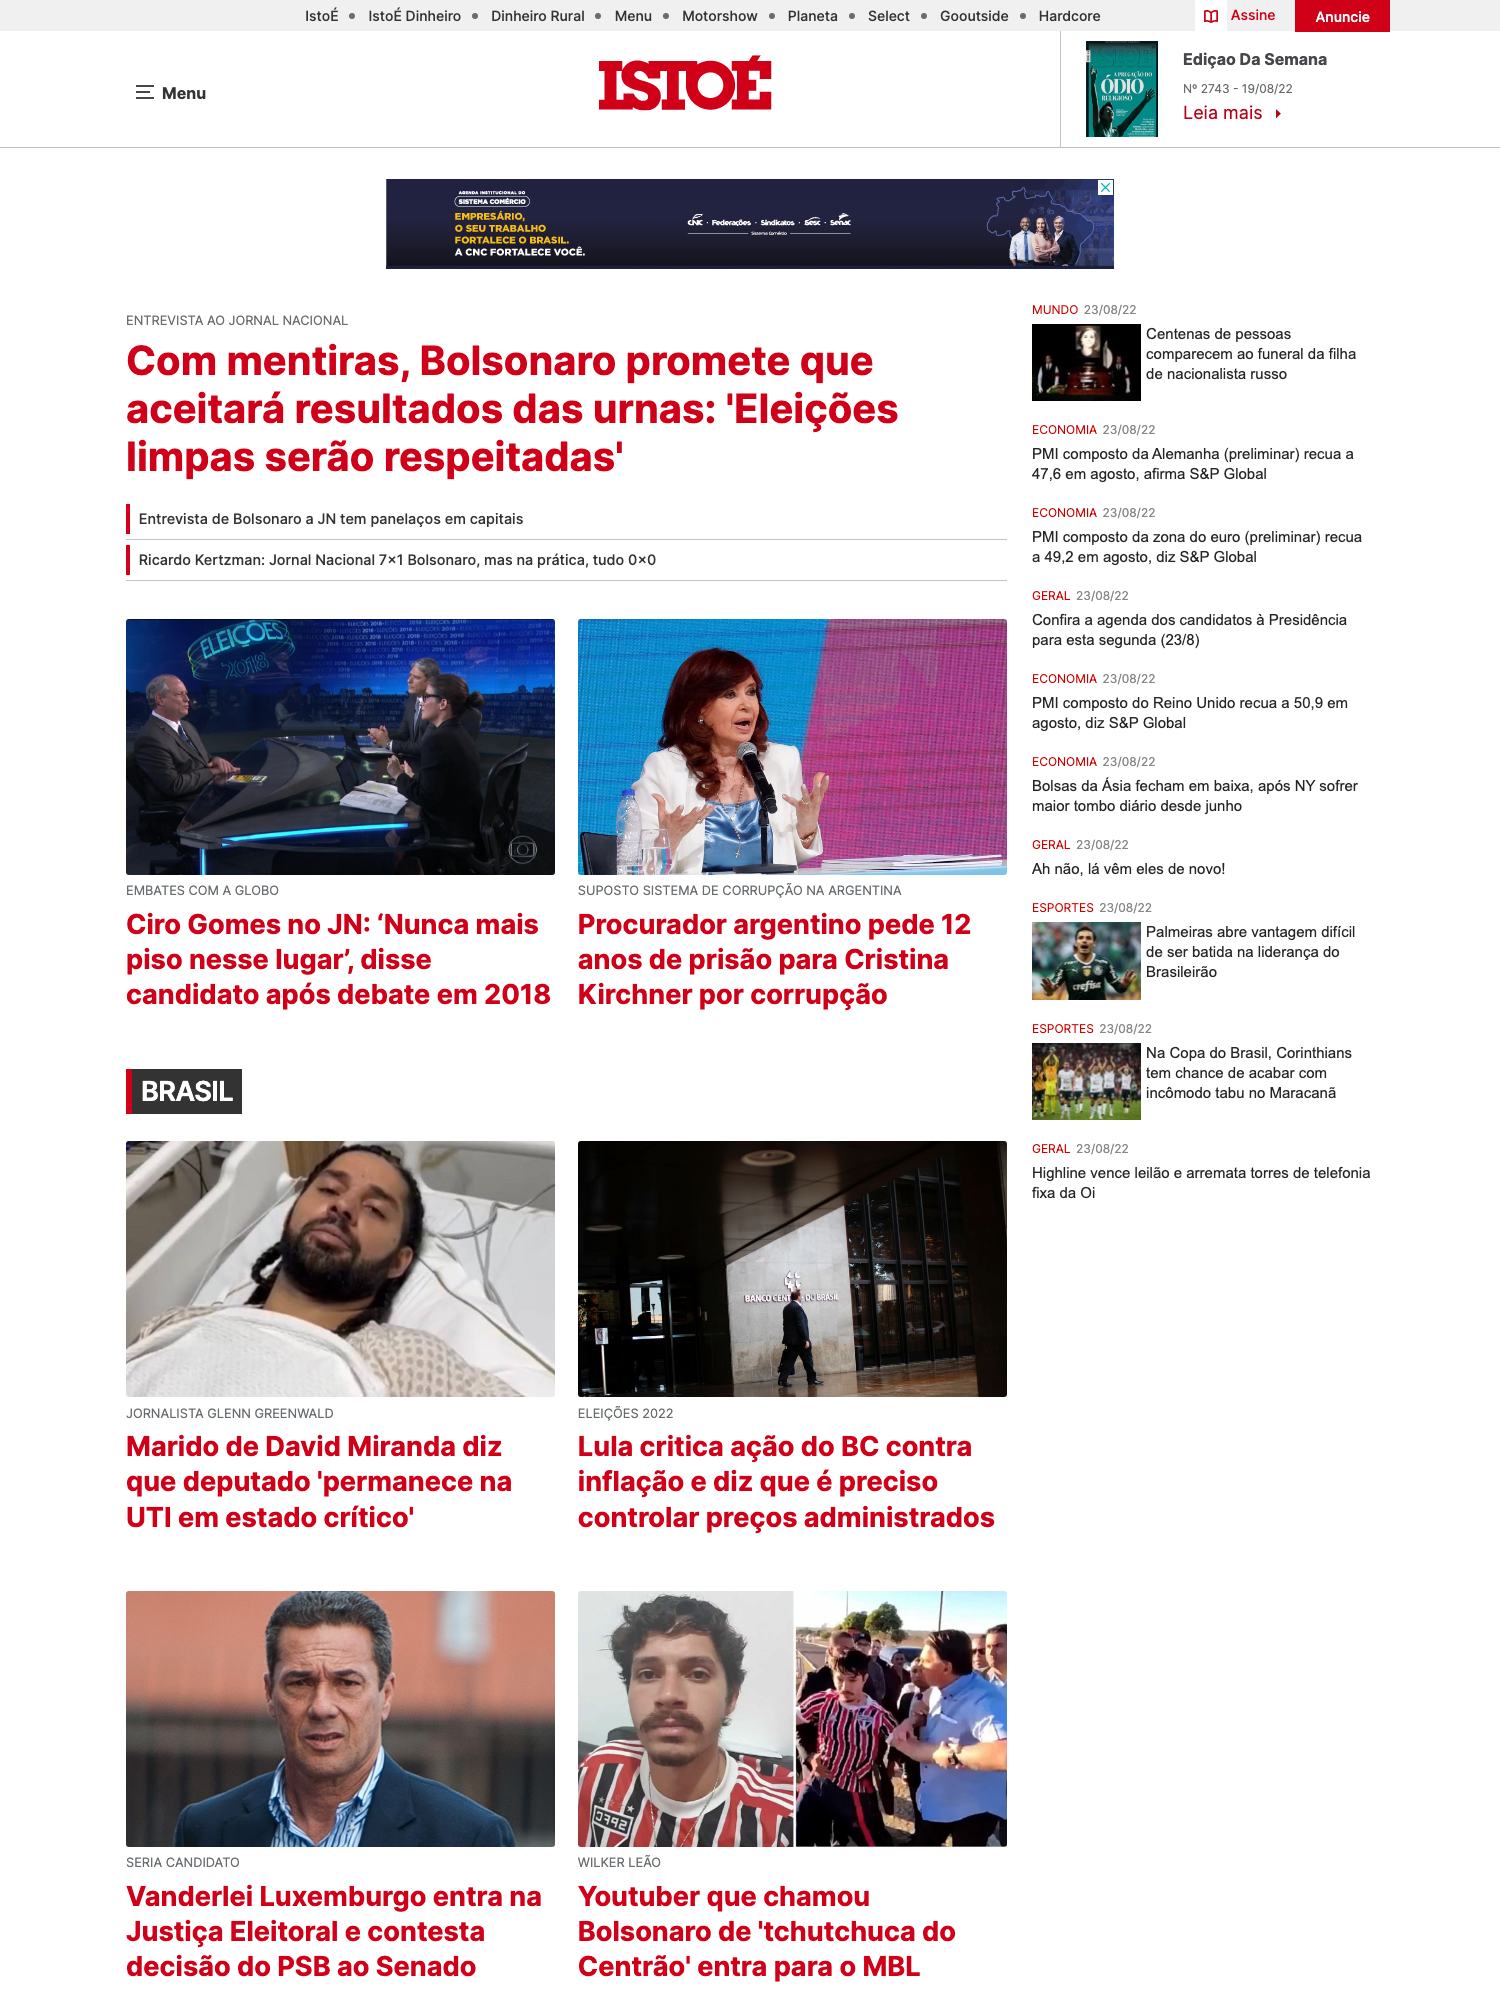 IstoÉ • IstoÉ Dinheiro • Dinheiro Rural • Menu • Motorshow • Planeta • Select • Gooutside • Hardcore
Assine
Anuncie
Menu
ISTOÉ
A PREGAÇÃO DO
ÓDIO
RELIGIOSO
Ediçao Da Semana
Nº 2743 - 19/08/22
Leia mais
AGENDA INSTITUCIONAL DO
SISTEMA COMÉRCIO
EMPRESÁRIO,
O SEU TRABALHO
FORTALECE O BRASIL.
A CNC FORTALECE VOCÊ.
CNC · Federações · Sindicatos · Sesc · Senac
Sistema Comércio
ENTREVISTA AO JORNAL NACIONAL
Com mentiras, Bolsonaro promete que
aceitará resultados das urnas: 'Eleições
limpas serão respeitadas'
Entrevista de Bolsonaro a JN tem panelaços em capitais
Ricardo Kertzman: Jornal Nacional 7×1 Bolsonaro, mas na prática, tudo 0×0
ELEIÇÕES
2018
EMBATES COM A GLOBO
Ciro Gomes no JN: ‘Nunca mais
piso nesse lugar’, disse
candidato após debate em 2018
SUPOSTO SISTEMA DE CORRUPÇÃO NA ARGENTINA
Procurador argentino pede 12
anos de prisão para Cristina
Kirchner por corrupção
BRASIL
JORNALISTA GLENN GREENWALD
Marido de David Miranda diz
que deputado 'permanece na
UTI em estado crítico'
BANCO CENTRAL DO BRASIL
ELEIÇÕES 2022
Lula critica ação do BC contra
inflação e diz que é preciso
controlar preços administrados
SERIA CANDIDATO
Vanderlei Luxemburgo entra na
Justiça Eleitoral e contesta
decisão do PSB ao Senado
SPFC
WILKER LEÃO
Youtuber que chamou
Bolsonaro de 'tchutchuca do
Centrão' entra para o MBL
MUNDO 23/08/22
Centenas de pessoas
comparecem ao funeral da filha
de nacionalista russo
ECONOMIA 23/08/22
PMI composto da Alemanha (preliminar) recua a
47,6 em agosto, afirma S&P Global
ECONOMIA 23/08/22
PMI composto da zona do euro (preliminar) recua
a 49,2 em agosto, diz S&P Global
GERAL 23/08/22
Confira a agenda dos candidatos à Presidência
para esta segunda (23/8)
ECONOMIA 23/08/22
PMI composto do Reino Unido recua a 50,9 em
agosto, diz S&P Global
ECONOMIA 23/08/22
Bolsas da Ásia fecham em baixa, após NY sofrer
maior tombo diário desde junho
GERAL 23/08/22
Ah não, lá vêm eles de novo!
ESPORTES 23/08/22
crefisa
Palmeiras abre vantagem difícil
de ser batida na liderança do
Brasileirão
ESPORTES 23/08/22
Na Copa do Brasil, Corinthians
tem chance de acabar com
incômodo tabu no Maracanã
GERAL 23/08/22
Highline vence leilão e arremata torres de telefonia
fixa da Oi